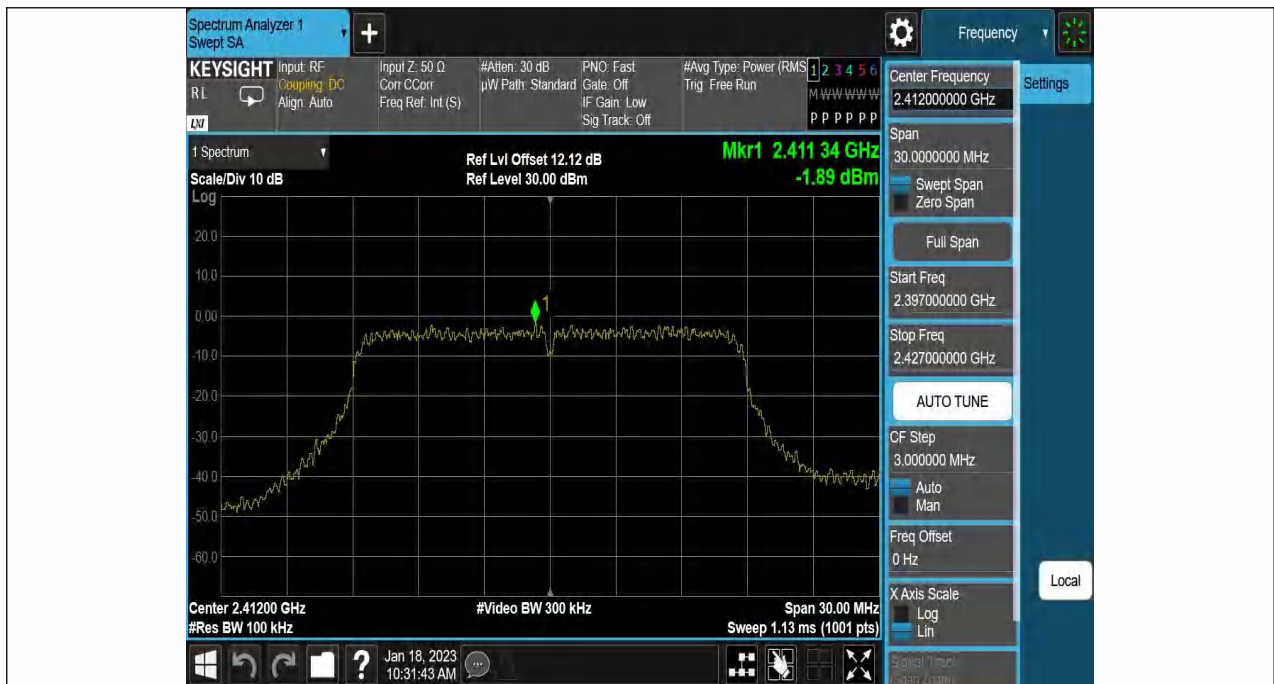 Spectrum Analyzer 1
Swept SA
+
Frequency
KEYSIGHT
R L
LXI
Input: RF
Coupling: DC
Align: Auto
Input Z: 50 Ω
Corr CCorr
Freq Ref: Int (S)
#Atten: 30 dB
µW Path: Standard
PNO: Fast
Gate: Off
IF Gain: Low
Sig Track: Off
#Avg Type: Power (RMS
Trig: Free Run
1 2 3 4 5 6
M W W W W W
P P P P P P
1 Spectrum
Scale/Div 10 dB
Ref Lvl Offset 12.12 dB
Ref Level 30.00 dBm
Mkr1 2.411 34 GHz
-1.89 dBm
Log
20.0
10.0
0.00
-10.0
-20.0
-30.0
-40.0
-50.0
-60.0
1
Center 2.41200 GHz
#Res BW 100 kHz
#Video BW 300 kHz
Span 30.00 MHz
Sweep 1.13 ms (1001 pts)
?
Jan 18, 2023
10:31:43 AM
Center Frequency
2.412000000 GHz
Span
30.0000000 MHz
Swept Span
Zero Span
Full Span
Start Freq
2.397000000 GHz
Stop Freq
2.427000000 GHz
AUTO TUNE
CF Step
3.000000 MHz
Auto
Man
Freq Offset
0 Hz
X Axis Scale
Log
Lin
Signal Track
(Span Zoom)
Settings
Local